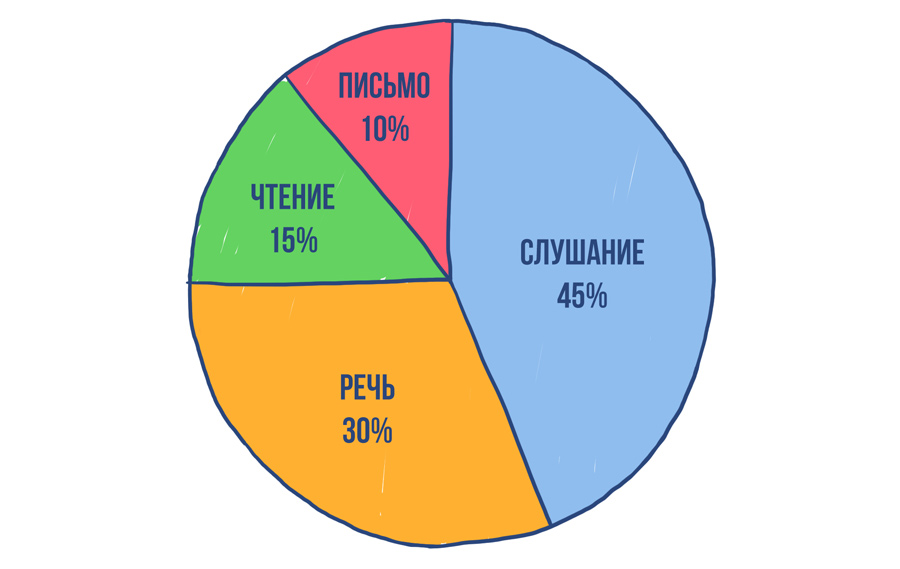 ПИСЬМО
10%
ЧТЕНИЕ
15%
СЛУШАНИЕ
45%
РЕЧЬ
30%